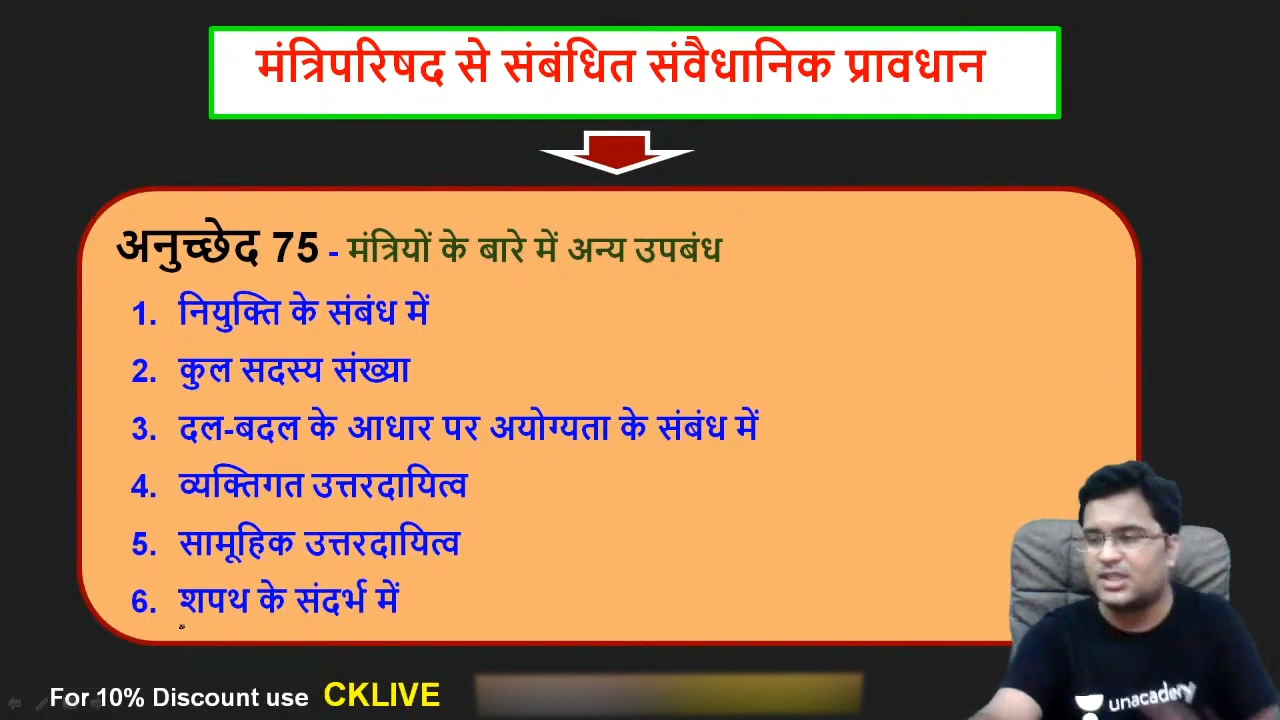 मंत्रिपरिषद से संबंधित संवैधानिक प्रावधान
अनुच्छेद 75 - मंत्रियों के बारे में अन्य उपबंध
1. नियुक्ति के संबंध में
2. कुल सदस्य संख्या
3. दल-बदल के आधार पर अयोग्यता के संबंध में
4. व्यक्तिगत उत्तरदायित्व
5. सामूहिक उत्तरदायित्व
6. शपथ के संदर्भ में
unacademy
For 10% Discount use CKLIVE